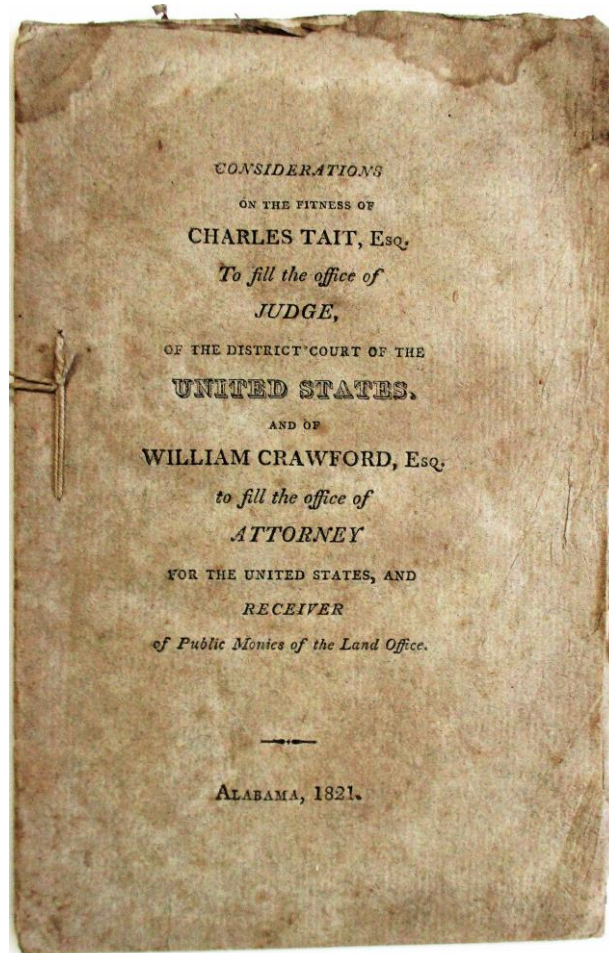 CONSIDERATIONS
ON THE FITNESS OF
CHARLES TAIT, Esq.
To fill the office of
JUDGE,
OF THE DISTRICT COURT OF THE
UNITED STATES.
AND OF
WILLIAM CRAWFORD, Esq.
to fill the office of
ATTORNEY
FOR THE UNITED STATES, AND
RECEIVER
of Public Monies of the Land Office.
ALABAMA, 1821.